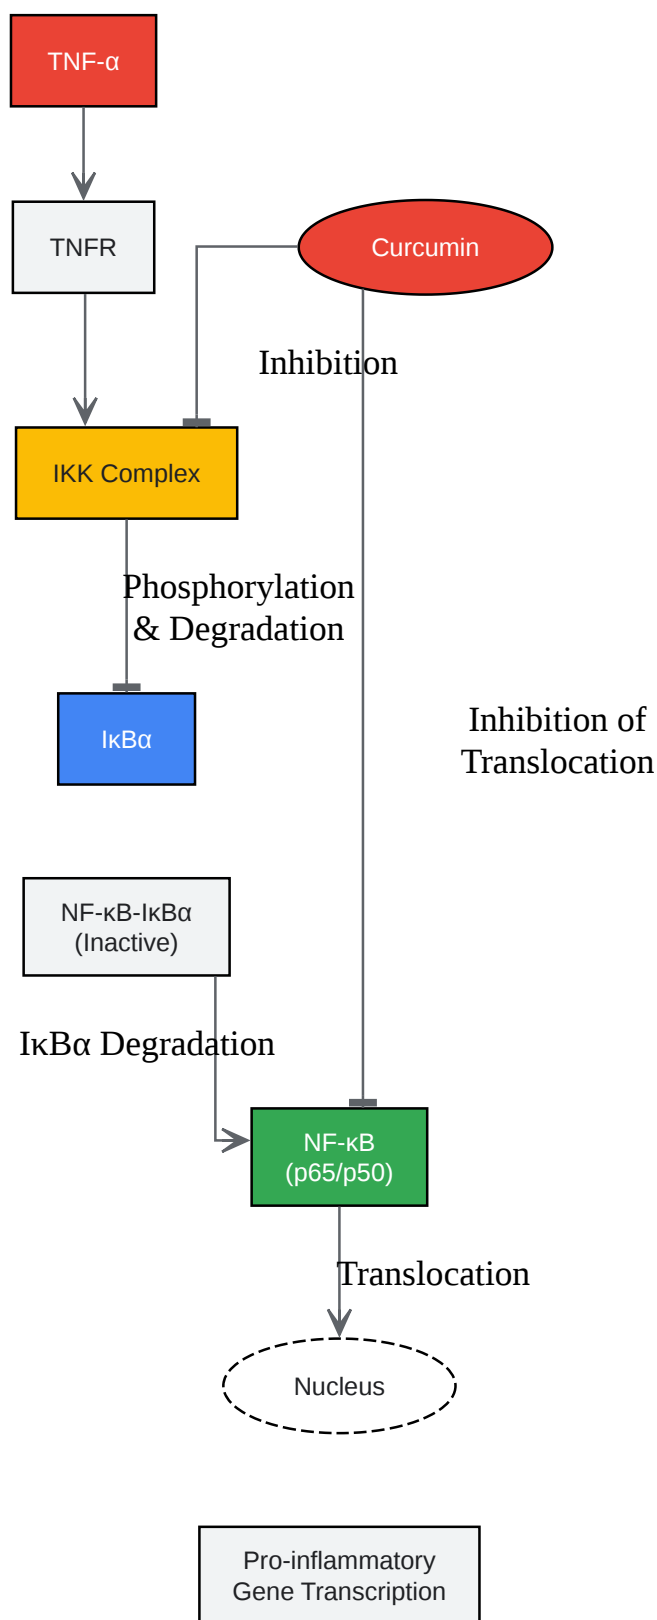 TNF-α
TNFR
Curcumin
Inhibition
IKK Complex
Phosphorylation
& Degradation
Inhibition of
Translocation
IκBα
NF-κB-IκBα
(Inactive)
IκBα Degradation
NF-κB
(p65/p50)
Translocation
Nucleus
Pro-inflammatory
Gene Transcription